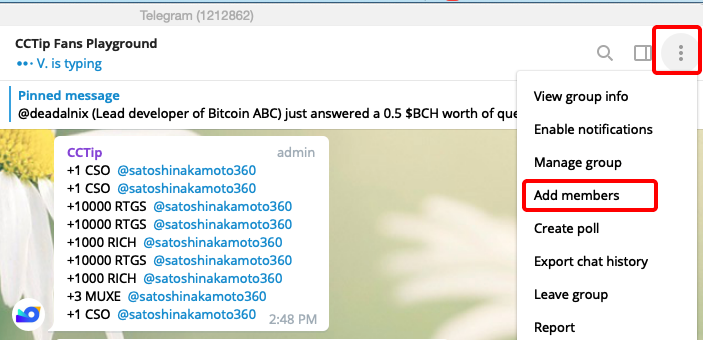 Telegram (1212862)
CCTip Fans Playground
V. is typing
Pinned message
@deadalnix (Lead developer of Bitcoin ABC) just answered a 0.5 $BCH worth of que
CCTip admin
+1 CSO @satoshinakamoto360
+1 CSO @satoshinakamoto360
+10000 RTGS @satoshinakamoto360
+10000 RTGS @satoshinakamoto360
+1000 RICH @satoshinakamoto360
+10000 RTGS @satoshinakamoto360
+1000 RICH @satoshinakamoto360
+3 MUXE @satoshinakamoto360
+1 CSO @satoshinakamoto360
2:48 PM
View group info
Enable notifications
Manage group
Add members
Create poll
Export chat history
Leave group
Report